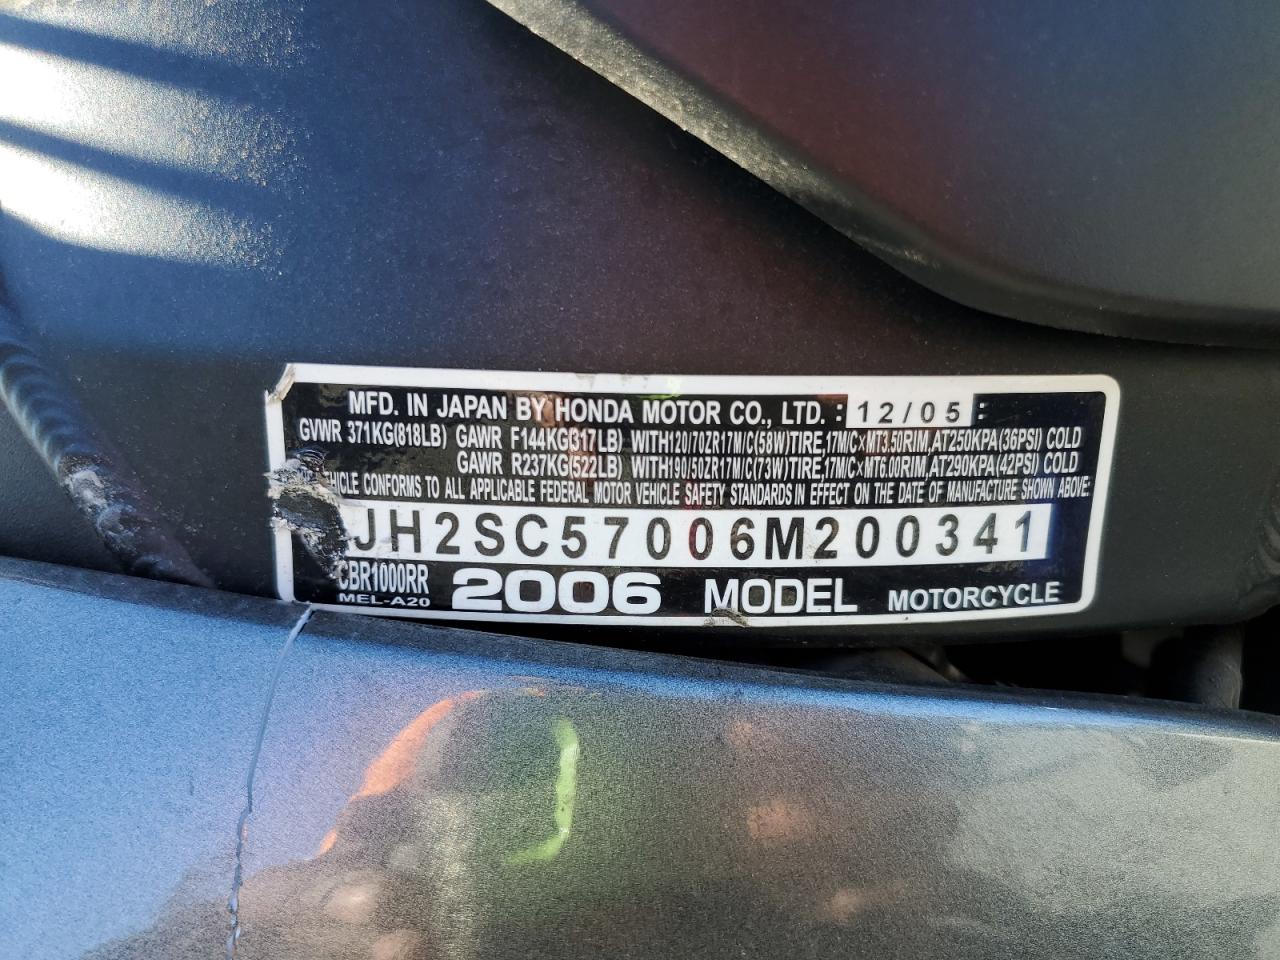 MFD. IN JAPAN BY HONDA MOTOR CO., LTD. : 12/05 :
GVWR 371KG(818LB) GAWR F144KG(317LB) WITH120/70ZR17M/C(58W)TIRE,17M/C×MT3.50RIM,AT250KPA(36PSI) COLD
GAWR R237KG(522LB) WITH190/50ZR17M/C(73W)TIRE,17M/C×MT6.00RIM,AT290KPA(42PSI) COLD
CONFORMS TO ALL APPLICABLE FEDERAL MOTOR VEHICLE SAFETY STANDARDS IN EFFECT ON THE DATE OF MANUFACTURE SHOWN ABOVE.
JH2SC57006M200341
CBR1000RR 2006 MODEL MOTORCYCLE
MEL-A20